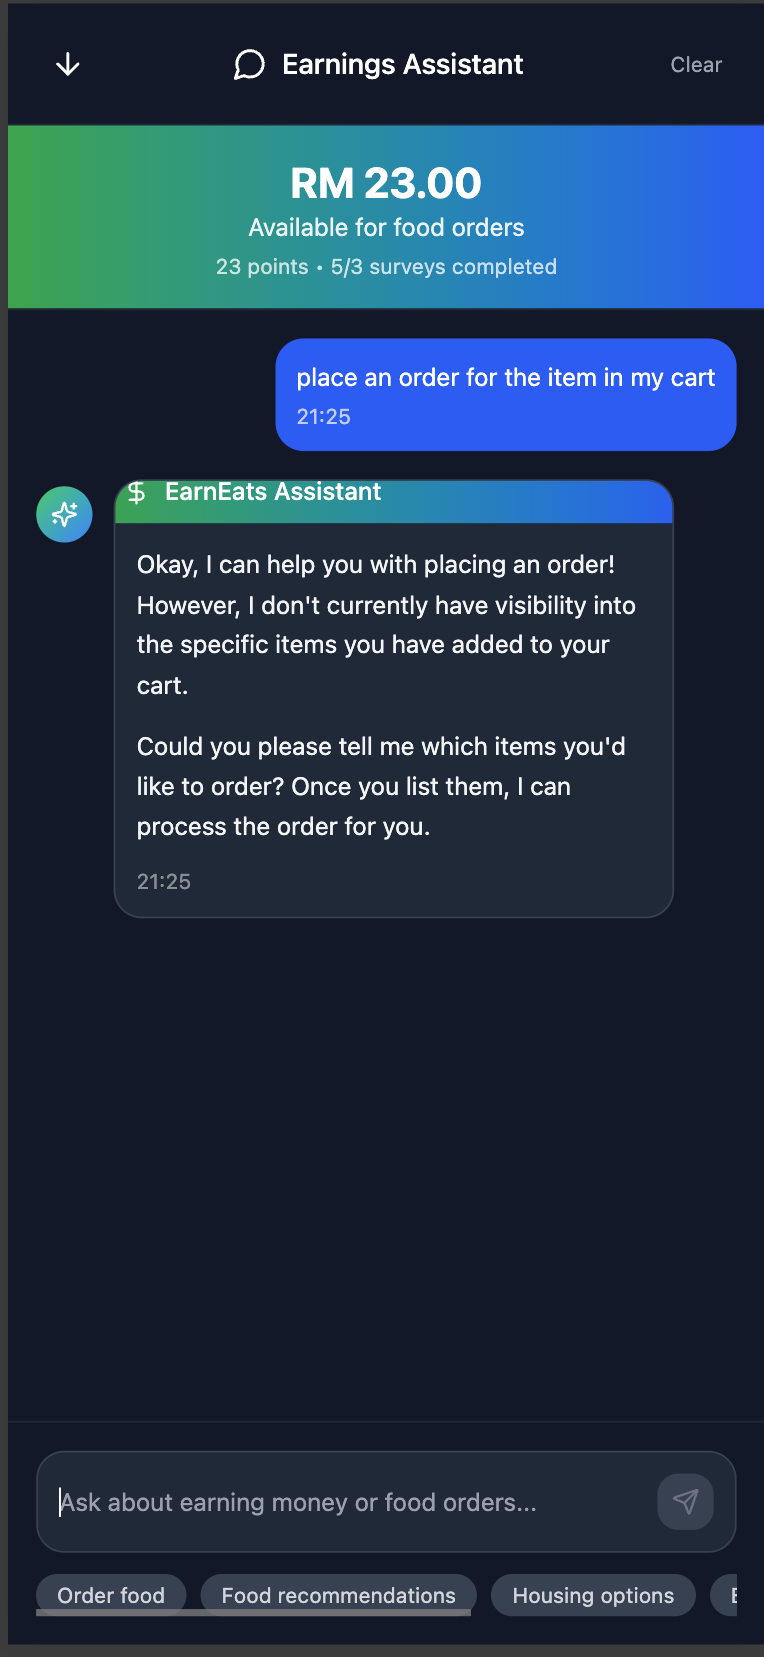 Earnings Assistant
Clear
RM 23.00
Available for food orders
23 points • 5/3 surveys completed
place an order for the item in my cart
21:25
$ EarnEats Assistant
Okay, I can help you with placing an order!
However, I don't currently have visibility into
the specific items you have added to your
cart.
Could you please tell me which items you'd
like to order? Once you list them, I can
process the order for you.
21:25
Ask about earning money or food orders...
Order food
Food recommendations
Housing options